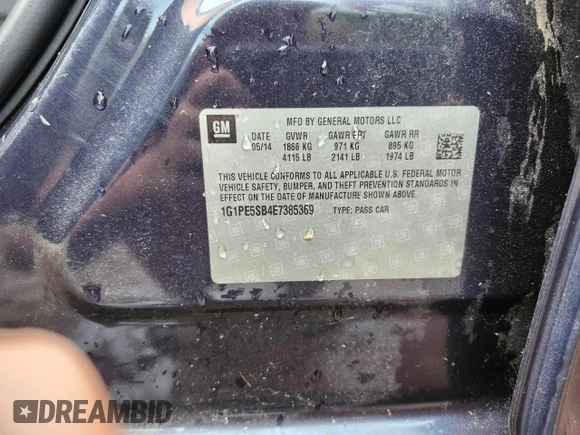 GM
MFD BY GENERAL MOTORS LLC
DATE GVWR GAWR FRT GAWR RR
05/14 1866 KG 971 KG 895 KG
4115 LB 2141 LB 1974 LB
THIS VEHICLE CONFORMS TO ALL APPLICABLE U.S. FEDERAL MOTOR
VEHICLE SAFETY, BUMPER, AND THEFT PREVENTION STANDARDS IN
EFFECT ON THE DATE OF MANUFACTURE SHOWN ABOVE.
1G1PE5SB4E7385369 TYPE: PASS CAR
DREAMBID